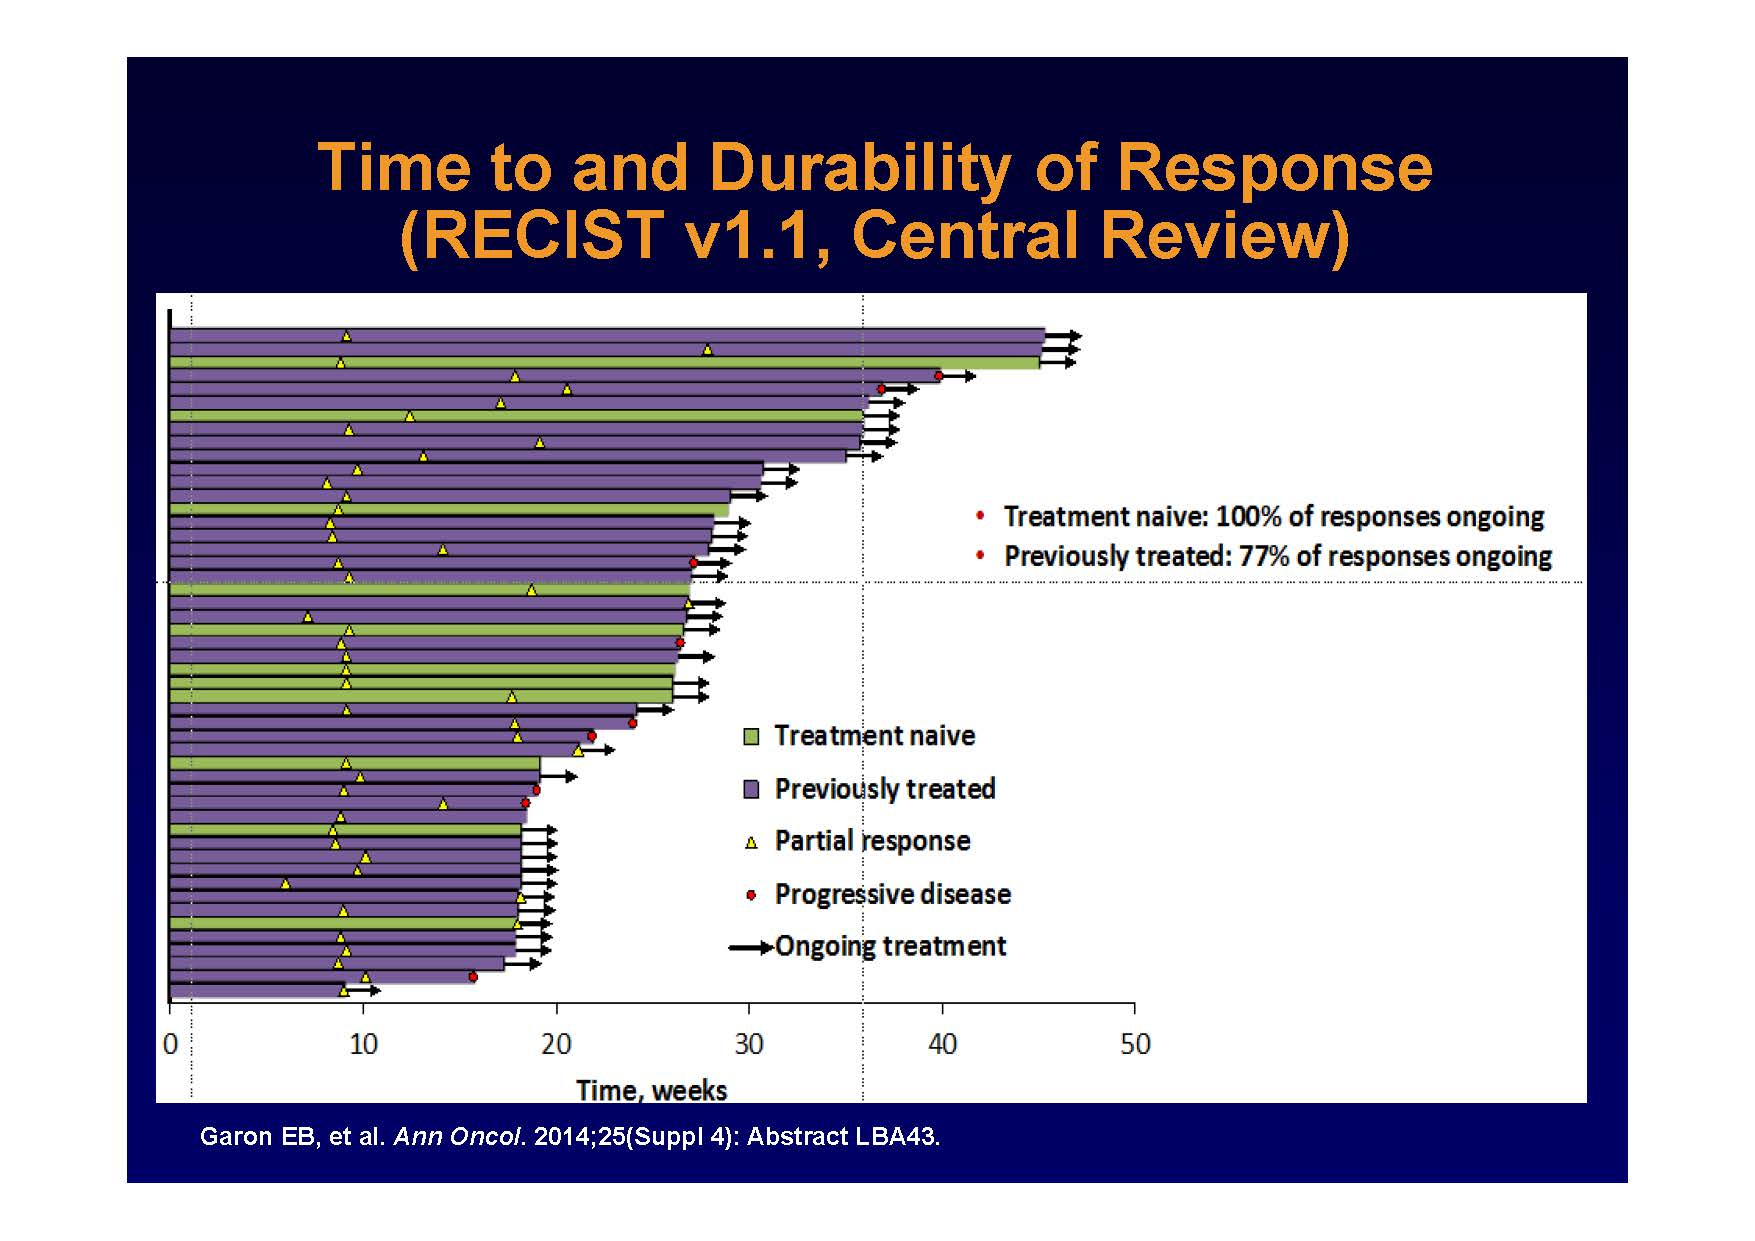 Time to and Durability of Response
(RECIST v1.1, Central Review)
• Treatment naive: 100% of responses ongoing
• Previously treated: 77% of responses ongoing
Treatment naive
Previously treated
Partial response
Progressive disease
Ongoing treatment
0 10 20 30 40 50
Time, weeks
Garon EB, et al. Ann Oncol. 2014;25(Suppl 4): Abstract LBA43.